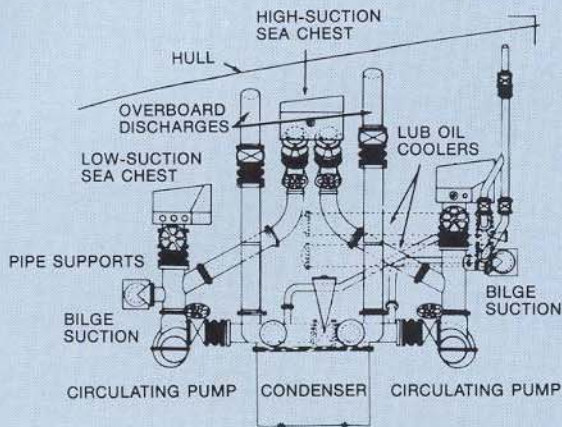 HIGH-SUCTION
SEA CHEST
HULL
OVERBOARD
DISCHARGES
LUB OIL
COOLERS
LOW-SUCTION
SEA CHEST
PIPE SUPPORTS
BILGE
SUCTION
BILGE
SUCTION
CIRCULATING PUMP
CONDENSER
CIRCULATING PUMP